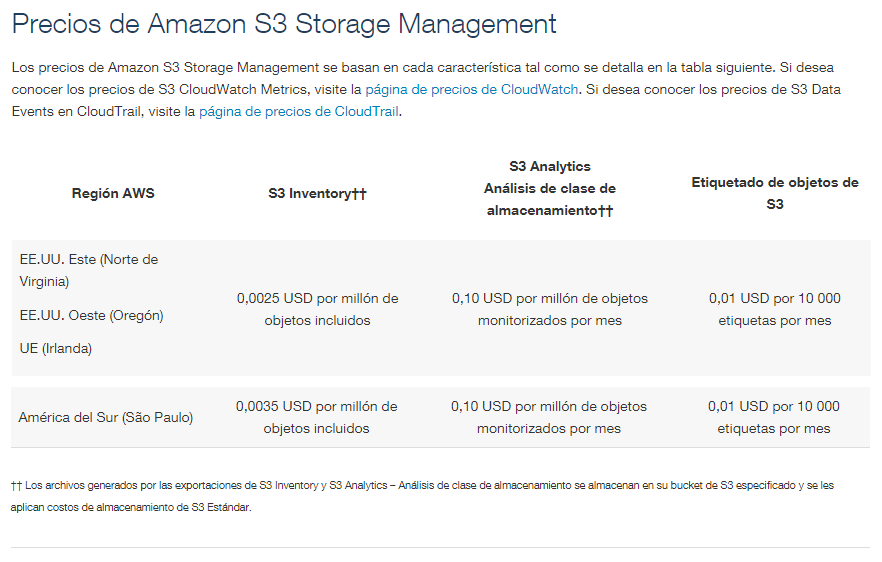 Precios de Amazon S3 Storage Management
Los precios de Amazon S3 Storage Management se basan en cada característica tal como se detalla en la tabla siguiente. Si desea
conocer los precios de S3 CloudWatch Metrics, visite la página de precios de CloudWatch. Si desea conocer los precios de S3 Data
Events en CloudTrail, visite la página de precios de CloudTrail.
Región AWS
S3 Inventory††
S3 Analytics
Análisis de clase de
almacenamiento††
Etiquetado de objetos de
S3
EE.UU. Este (Norte de
Virginia)
EE.UU. Oeste (Oregón)
UE (Irlanda)
0,0025 USD por millón de
objetos incluidos
0,10 USD por millón de objetos
monitorizados por mes
0,01 USD por 10 000
etiquetas por mes
América del Sur (São Paulo)
0,0035 USD por millón de
objetos incluidos
0,10 USD por millón de objetos
monitorizados por mes
0,01 USD por 10 000
etiquetas por mes
†† Los archivos generados por las exportaciones de S3 Inventory y S3 Analytics – Análisis de clase de almacenamiento se almacenan en su bucket de S3 especificado y se les
aplican costos de almacenamiento de S3 Estándar.